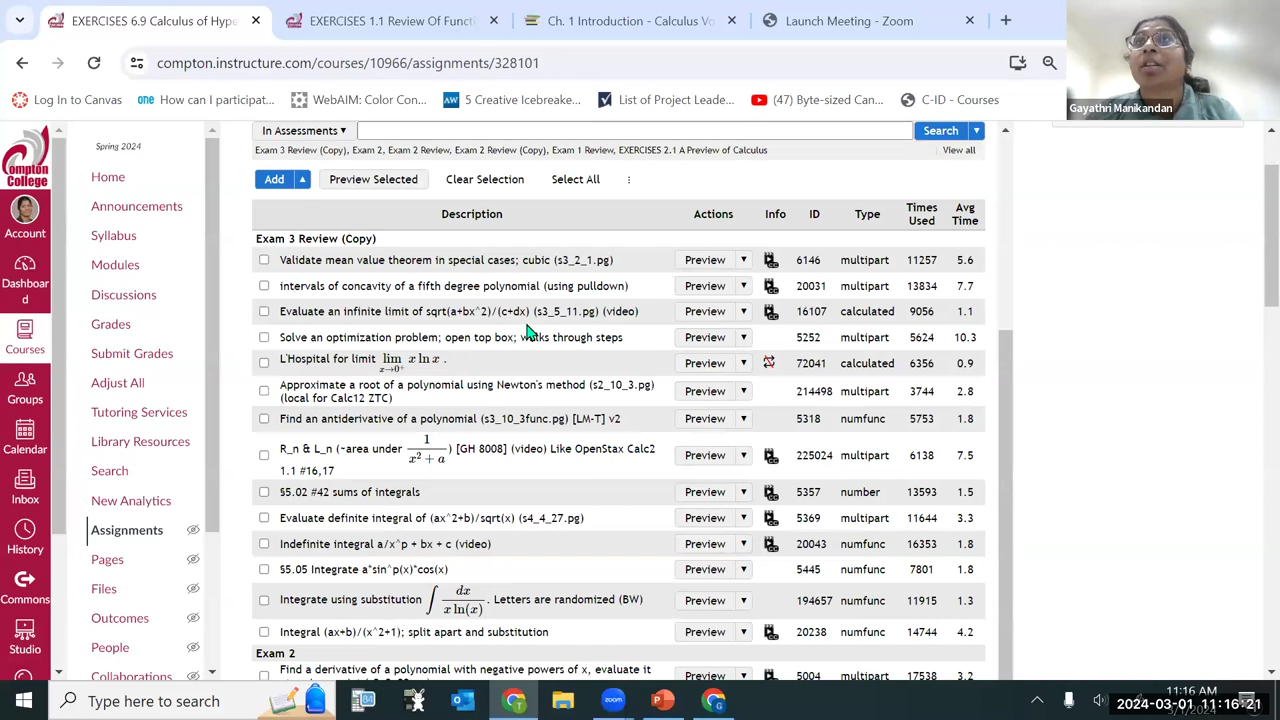 EXERCISES 6.9 Calculus of Hype
EXERCISES 1.1 Review Of Functi
Ch. 1 Introduction - Calculus Vo
Launch Meeting - Zoom
compton.instructure.com/courses/10966/assignments/328101
Log In to Canvas
one How can I participat...
WebAIM: Color Con...
AW 5 Creative Icebreake...
List of Project Leade...
(47) Byte-sized Can...
C-ID - Courses
Gayathri Manikandan
COMPTON
COLLEGE
Account
Dashboar
d
Courses
Groups
Calendar
Inbox
History
Commons
Studio
Spring 2024
Home
Announcements
Syllabus
Modules
Discussions
Grades
Submit Grades
Adjust All
Tutoring Services
Library Resources
Search
New Analytics
Assignments
Pages
Files
Outcomes
People
Collaborations
In Assessments
Search
Exam 3 Review (Copy), Exam 2, Exam 2 Review, Exam 2 Review (Copy), Exam 1 Review, EXERCISES 2.1 A Preview of Calculus
View all
Add Preview Selected Clear Selection Select All
Description Actions Info ID Type Times Used Avg Time
Exam 3 Review (Copy)
Validate mean value theorem in special cases; cubic (s3_2_1.pg) Preview 6146 multipart 11257 5.6
intervals of concavity of a fifth degree polynomial (using pulldown) Preview 20031 multipart 13834 7.7
Evaluate an infinite limit of sqrt(a+bx^2)/(c+dx) (s3_5_11.pg) (video) Preview 16107 calculated 9056 1.1
Solve an optimization problem; open top box; walks through steps Preview 5252 multipart 5624 10.3
L'Hospital for limit lim x→0⁺ x ln x . Preview 72041 calculated 6356 0.9
Approximate a root of a polynomial using Newton's method (s2_10_3.pg)
(local for Calc12 ZTC) Preview 214498 multipart 3744 2.8
Find an antiderivative of a polynomial (s3_10_3func.pg) [LM-T] v2 Preview 5318 numfunc 5753 1.8
R_n & L_n (~area under 1/(x² + a)) [GH 8008] (video) Like OpenStax Calc2
1.1 #16,17 Preview 225024 multipart 6138 7.5
§5.02 #42 sums of integrals Preview 5357 number 13593 1.5
Evaluate definite integral of (ax^2+b)/sqrt(x) (s4_4_27.pg) Preview 5369 multipart 11644 3.3
Indefinite integral a/x^p + bx + c (video) Preview 20043 numfunc 16353 1.8
§5.05 Integrate a*sin^p(x)*cos(x) Preview 5445 numfunc 7801 1.8
Integrate using substitution ∫ dx/(x ln(x)). Letters are randomized (BW) Preview 194657 numfunc 11915 1.3
Integral (ax+b)/(x^2+1); split apart and substitution Preview 20238 numfunc 14744 4.2
Exam 2
Find a derivative of a polynomial with negative powers of x, evaluate it Preview 5004 multipart 17538 3.2
Type here to search
11:16 AM
2024-03-01 11:16:21